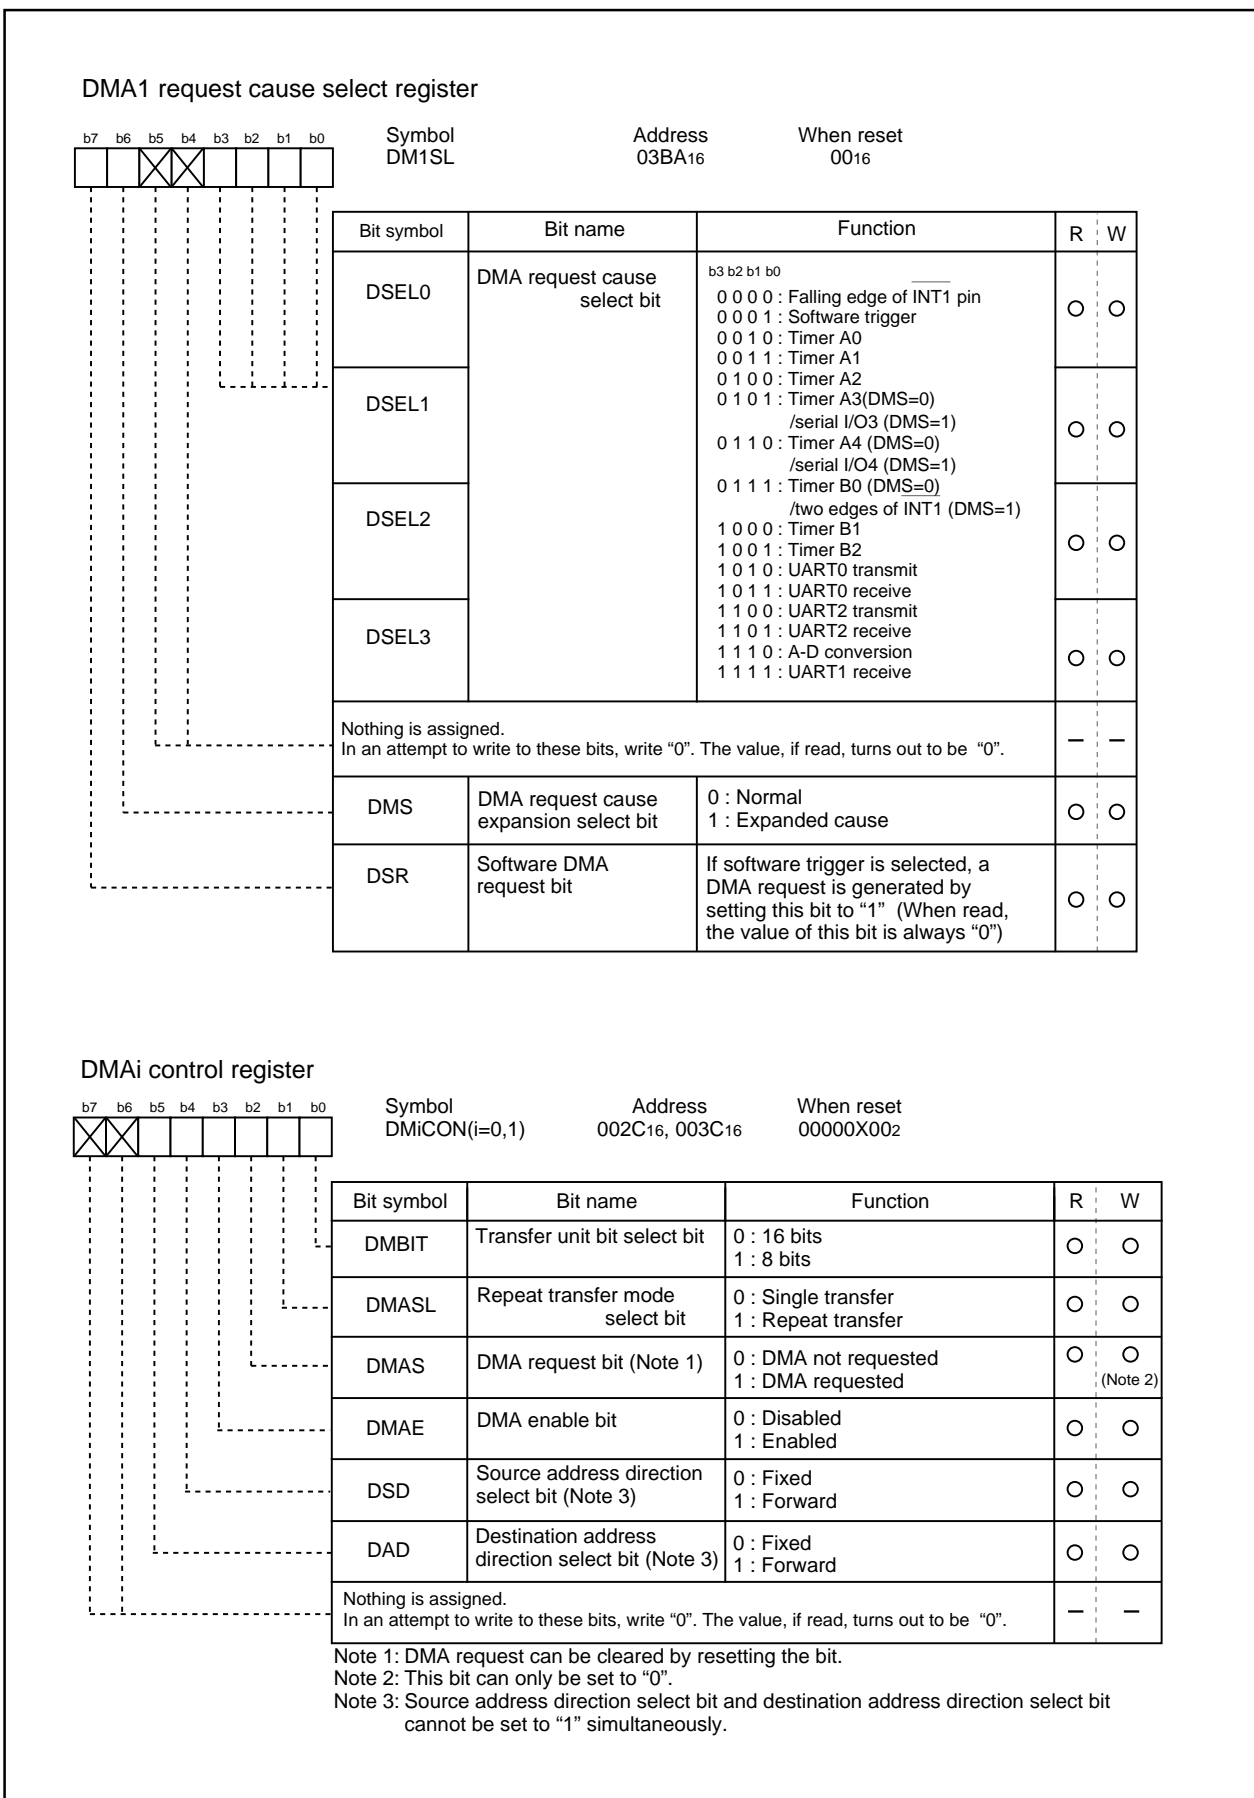 DMA1 request cause select register
b7 b6 b5 b4 b3 b2 b1 b0
Symbol Address When reset
DM1SL 03BA16 0016
Bit symbol Bit name Function R W
DSEL0 DMA request cause
select bit
b3 b2 b1 b0
0 0 0 0 : Falling edge of INT1 pin
0 0 0 1 : Software trigger
0 0 1 0 : Timer A0
0 0 1 1 : Timer A1
0 1 0 0 : Timer A2
DSEL1
0 1 0 1 : Timer A3(DMS=0)
/serial I/O3 (DMS=1)
0 1 1 0 : Timer A4 (DMS=0)
/serial I/O4 (DMS=1)
0 1 1 1 : Timer B0 (DMS=0)
/two edges of INT1 (DMS=1)
DSEL2
1 0 0 0 : Timer B1
1 0 0 1 : Timer B2
1 0 1 0 : UART0 transmit
1 0 1 1 : UART0 receive
1 1 0 0 : UART2 transmit
DSEL3
1 1 0 1 : UART2 receive
1 1 1 0 : A-D conversion
1 1 1 1 : UART1 receive
Nothing is assigned.
In an attempt to write to these bits, write “0”. The value, if read, turns out to be “0”.
DMS DMA request cause
expansion select bit
0 : Normal
1 : Expanded cause
DSR Software DMA
request bit
If software trigger is selected, a
DMA request is generated by
setting this bit to “1” (When read,
the value of this bit is always “0”)
DMAi control register
b7 b6 b5 b4 b3 b2 b1 b0
Symbol Address When reset
DMiCON(i=0,1) 002C16, 003C16 00000X002
Bit symbol Bit name Function R W
DMBIT Transfer unit bit select bit
0 : 16 bits
1 : 8 bits
DMASL Repeat transfer mode
select bit
0 : Single transfer
1 : Repeat transfer
DMAS DMA request bit (Note 1)
0 : DMA not requested
1 : DMA requested
(Note 2)
DMAE DMA enable bit
0 : Disabled
1 : Enabled
DSD Source address direction
select bit (Note 3)
0 : Fixed
1 : Forward
DAD Destination address
direction select bit (Note 3)
0 : Fixed
1 : Forward
Nothing is assigned.
In an attempt to write to these bits, write “0”. The value, if read, turns out to be “0”.
Note 1: DMA request can be cleared by resetting the bit.
Note 2: This bit can only be set to “0”.
Note 3: Source address direction select bit and destination address direction select bit
cannot be set to “1” simultaneously.